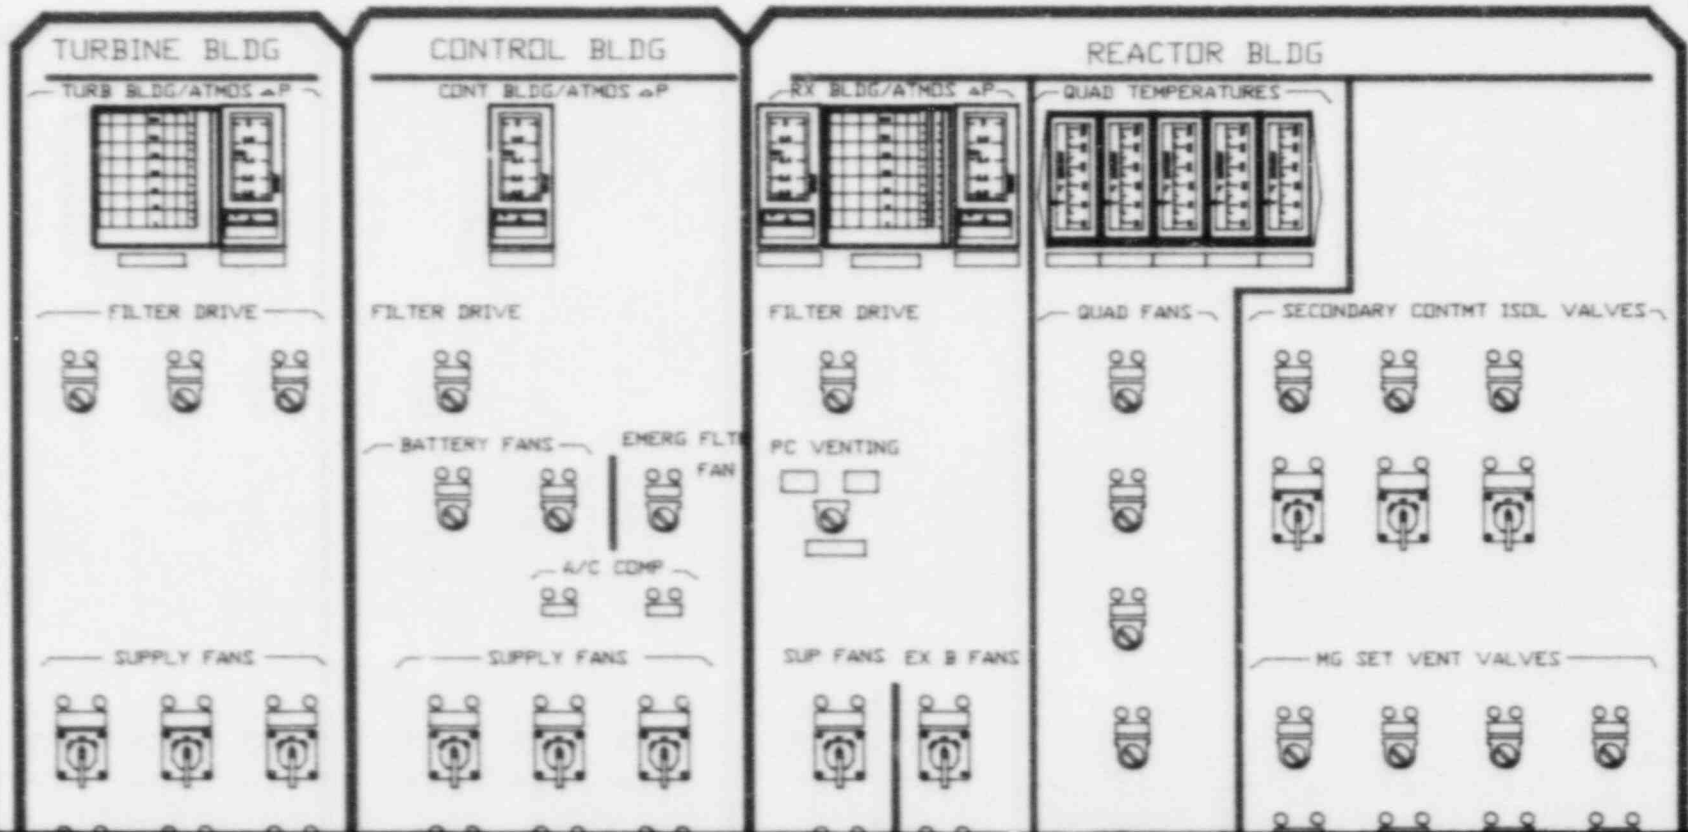 TURBINE BLDG
TURB BLDG/ATMOS ΔP
FILTER DRIVE
SUPPLY FANS
CONTROL BLDG
CONT BLDG/ATMOS ΔP
FILTER DRIVE
BATTERY FANS
EMERG FLTR
FAN
A/C COMP
SUPPLY FANS
REACTOR BLDG
RX BLDG/ATMOS ΔP
QUAD TEMPERATURES
FILTER DRIVE
PC VENTING
SUP FANS
EX B FANS
QUAD FANS
SECONDARY CONTMT ISOL VALVES
MG SET VENT VALVES